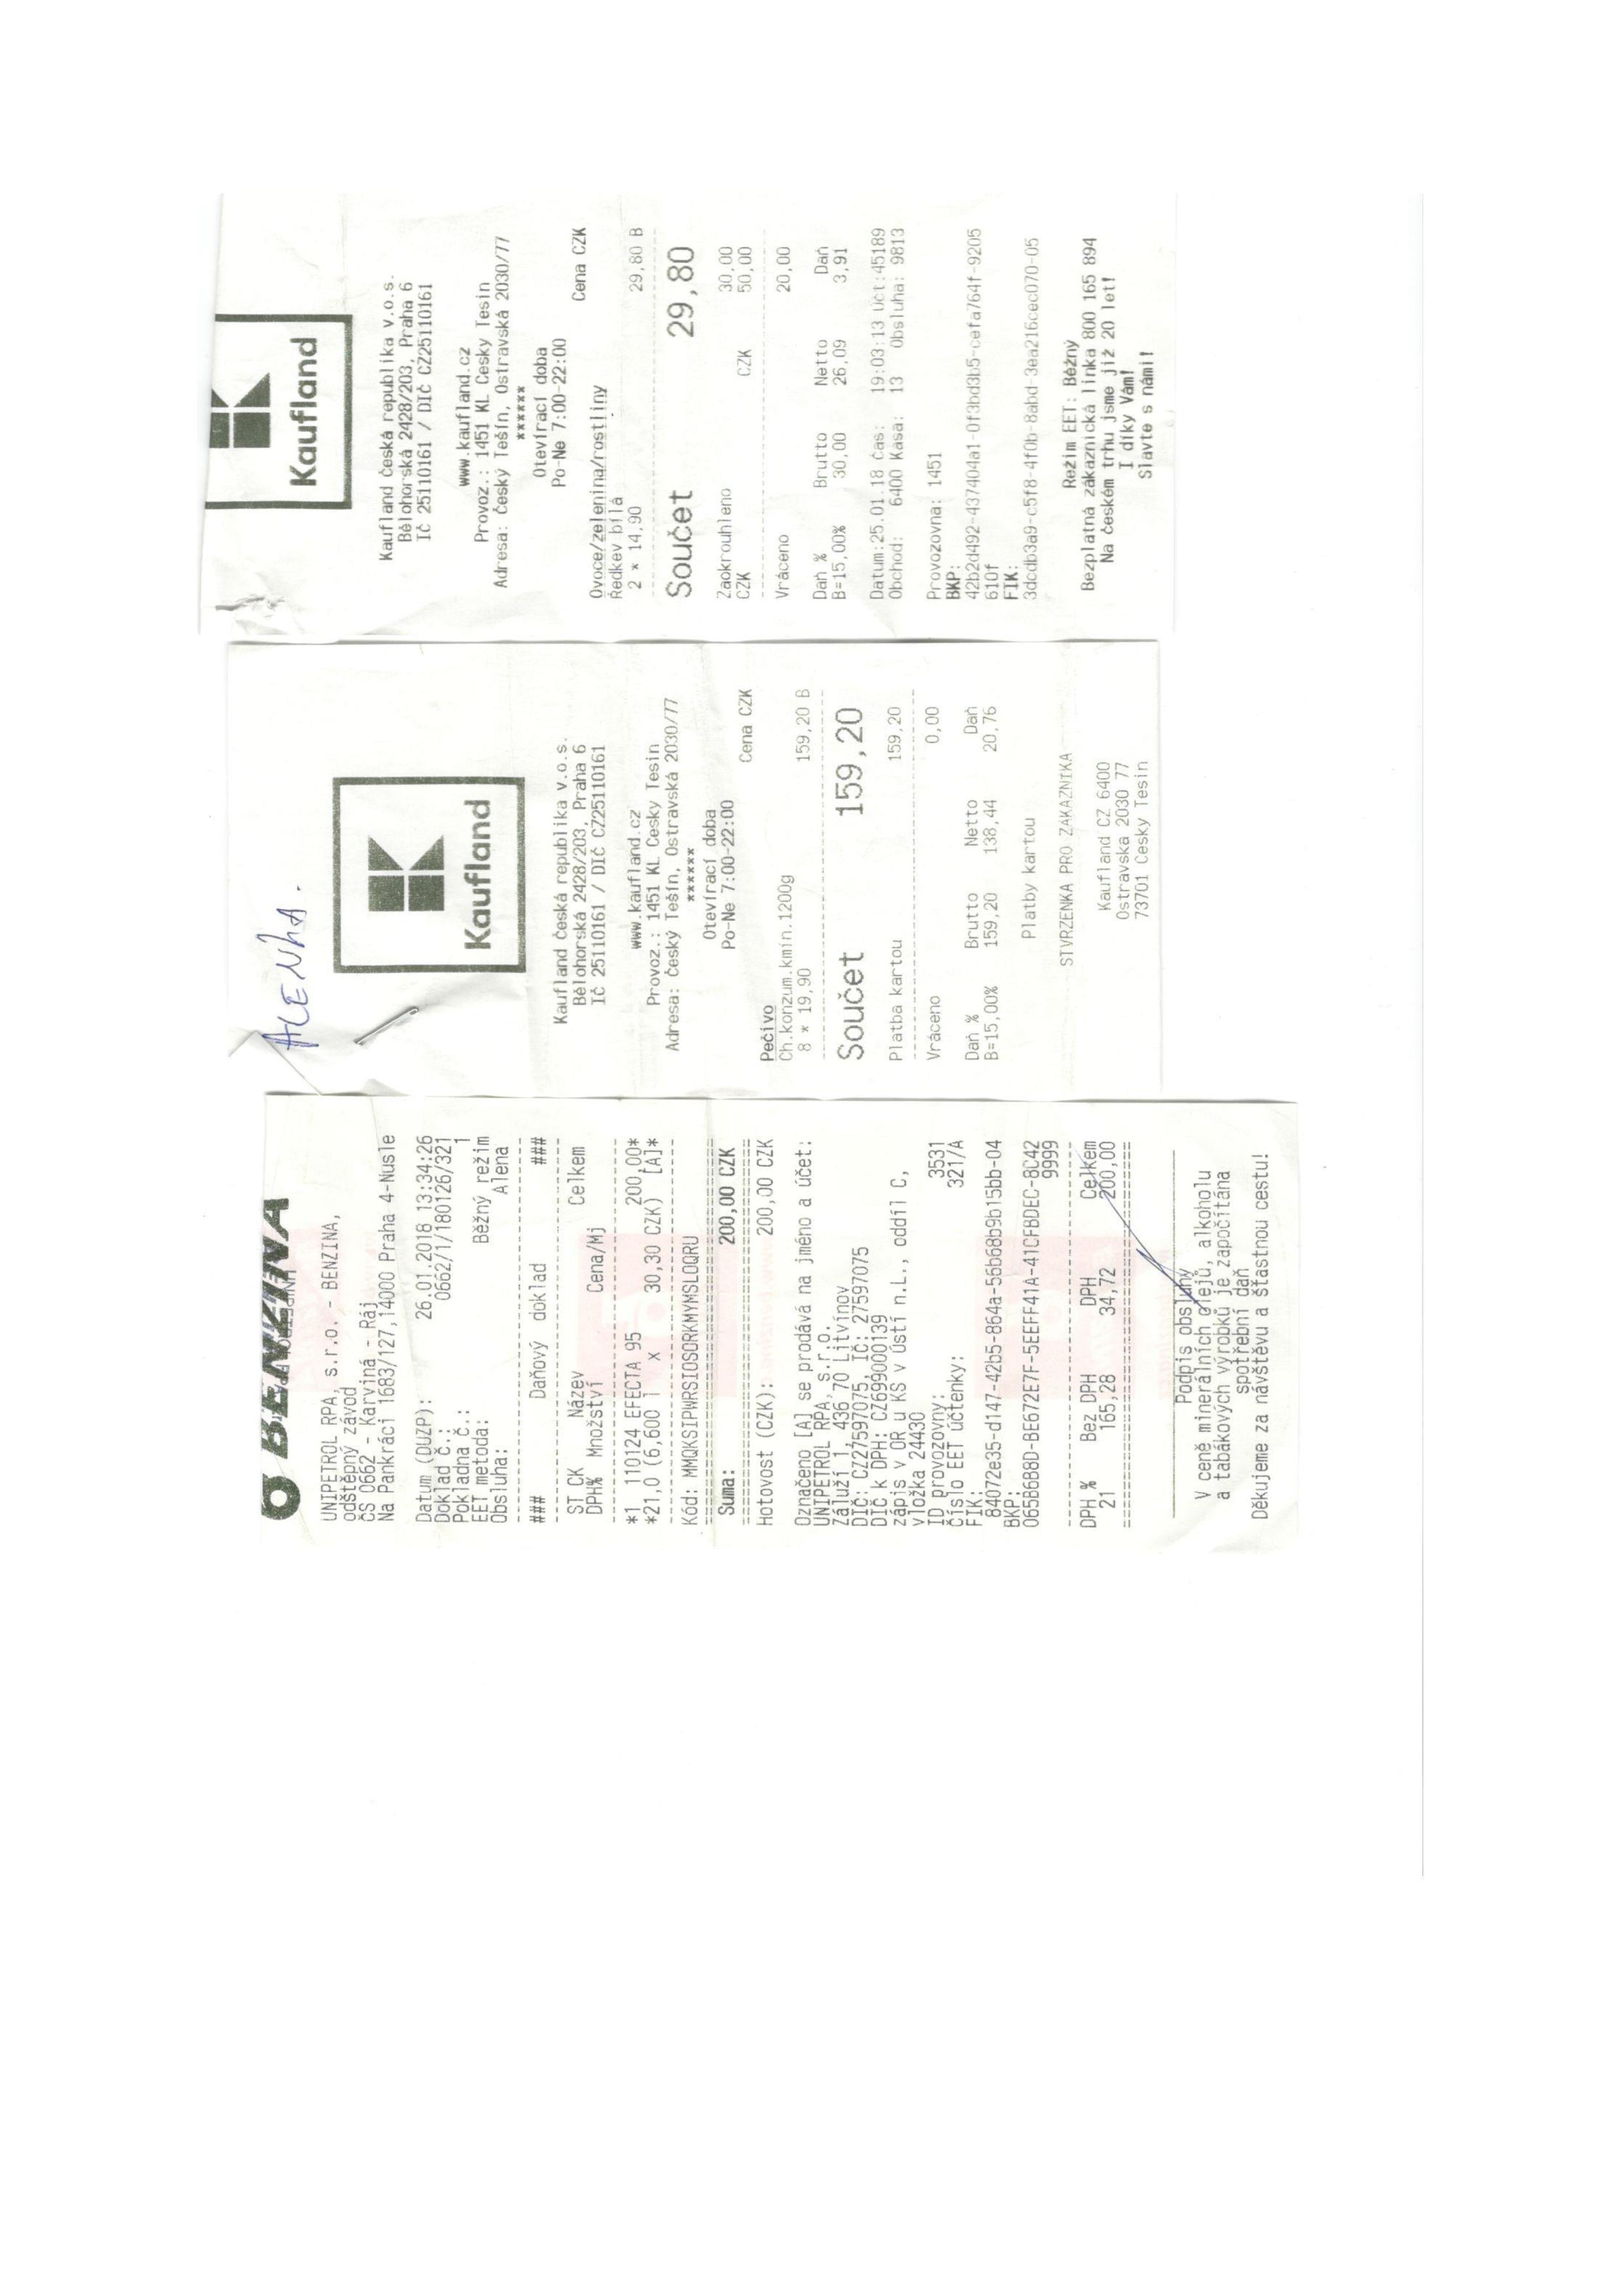 BENZINA
UNIPETROL RPA, s.r.o. - BENZINA,
odštěpný závod
ČS 0662 - Karviná - Ráj
Na Pankráci 1683/127,14000 Praha 4-Nusle
Datum (DUZP): 26.01.2018 13:34:26
Doklad č.: 0662/1/180126/321
Pokladna č.: 1
EET metoda: Běžný režim
Obsluha: Alena
### Daňový doklad ###
ST CK Název Celkem
DPH% Množství Cena/Mj
*1 110124 EFECTA 95 200,00*
*21,0 (6,600 l x 30,30 CZK) [A]*
Kód: MMQKSIPWRSIOSORKMYMSLOQRU
Suma: 200,00 CZK
Hotovost (CZK): 200,00 CZK
Označeno [A] se prodává na jméno a účet:
UNIPETROL RPA, s.r.o.
Záluží 1, 436 70 Litvínov
DIČ: CZ27597075, IČ: 27597075
DIČ k DPH: CZ699000139
zápis v OR u KS v Ústí n.L., oddíl C,
vložka 24430
ID provozovny: 3531
Číslo EET účtenky: 321/A
FIK:
84072e35-d147-42b5-864a-56b68b9b15bb-04
BKP:
065B6B8D-BE672E7F-5EEFF41A-41CFBDEC-8C42
9999
DPH % Bez DPH DPH Celkem
21 165,28 34,72 200,00
Podpis obsluhy
V ceně minerálních olejů, alkoholu
a tabákových výrobků je započítána
spotřební daň
Děkujeme za návštěvu a šťastnou cestu!
ALENKA.
Kaufland
Kaufland česká republika v.o.s.
Bělohorská 2428/203, Praha 6
IČ 25110161 / DIČ CZ25110161
www.kaufland.cz
Provoz.: 1451 KL Cesky Tesin
Adresa: Český Tešín, Ostravská 2030/77
******
Otevírací doba
Po-Ne 7:00-22:00
Cena CZK
Pečivo
Ch.konzum.kmín.1200g
8 * 19,90 159,20 B
Součet 159,20
Platba kartou 159,20
Vráceno 0,00
Daň % Brutto Netto Daň
B=15,00% 159,20 138,44 20,76
Platby kartou
STVRZENKA PRO ZÁKAZNÍKA
Kaufland CZ 6400
Ostravska 2030 77
73701 Cesky Tesin
Kaufland
Kaufland česká republika v.o.s.
Bělohorská 2428/203, Praha 6
IČ 25110161 / DIČ CZ25110161
www.kaufland.cz
Provoz.: 1451 KL Cesky Tesin
Adresa: Český Tešín, Ostravská 2030/77
******
Otevírací doba
Po-Ne 7:00-22:00
Cena CZK
Ovoce/zelenina/rostliny
Ředkev bílá
2 * 14,90 29,80 B
Součet 29,80
Zaokrouhleno 30,00
CZK CZK 50,00
Vráceno 20,00
Daň % Brutto Netto Daň
B=15,00% 30,00 26,09 3,91
Datum:25.01.18 Čas: 19:03:13 Úct:45189
Obchod: 6400 Kasa: 13 Obsluha: 9813
Provozovna: 1451
BKP:
42b2d492-437404a1-0f3bd3b5-cefa764f-9205
610f
FIK:
3dcdb3a9-c5f8-4f0b-8abd-3ea216cec070-05
Režim EET: Běžný
Bezplatná zákaznická linka 800 165 894
Na českém trhu jsme již 20 let!
I díky Vám!
Slavte s námi!